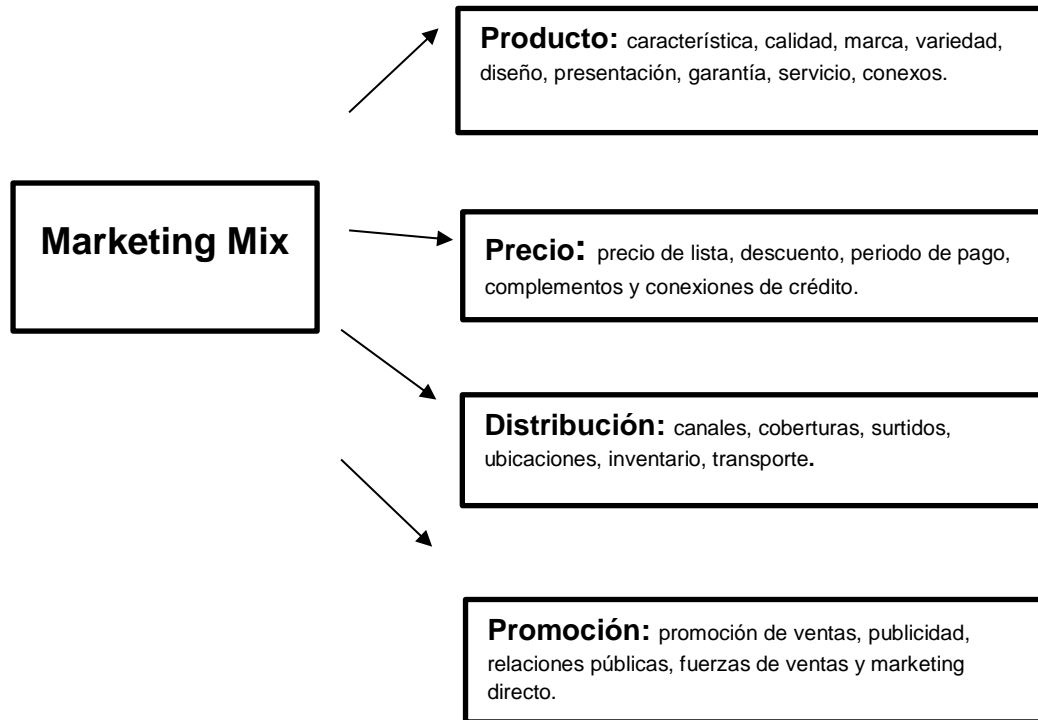 Producto: característica, calidad, marca, variedad,
diseño, presentación, garantía, servicio, conexos.
Marketing Mix
Precio: precio de lista, descuento, periodo de pago,
complementos y conexiones de crédito.
Distribución: canales, coberturas, surtidos,
ubicaciones, inventario, transporte.
Promoción: promoción de ventas, publicidad,
relaciones públicas, fuerzas de ventas y marketing
directo.